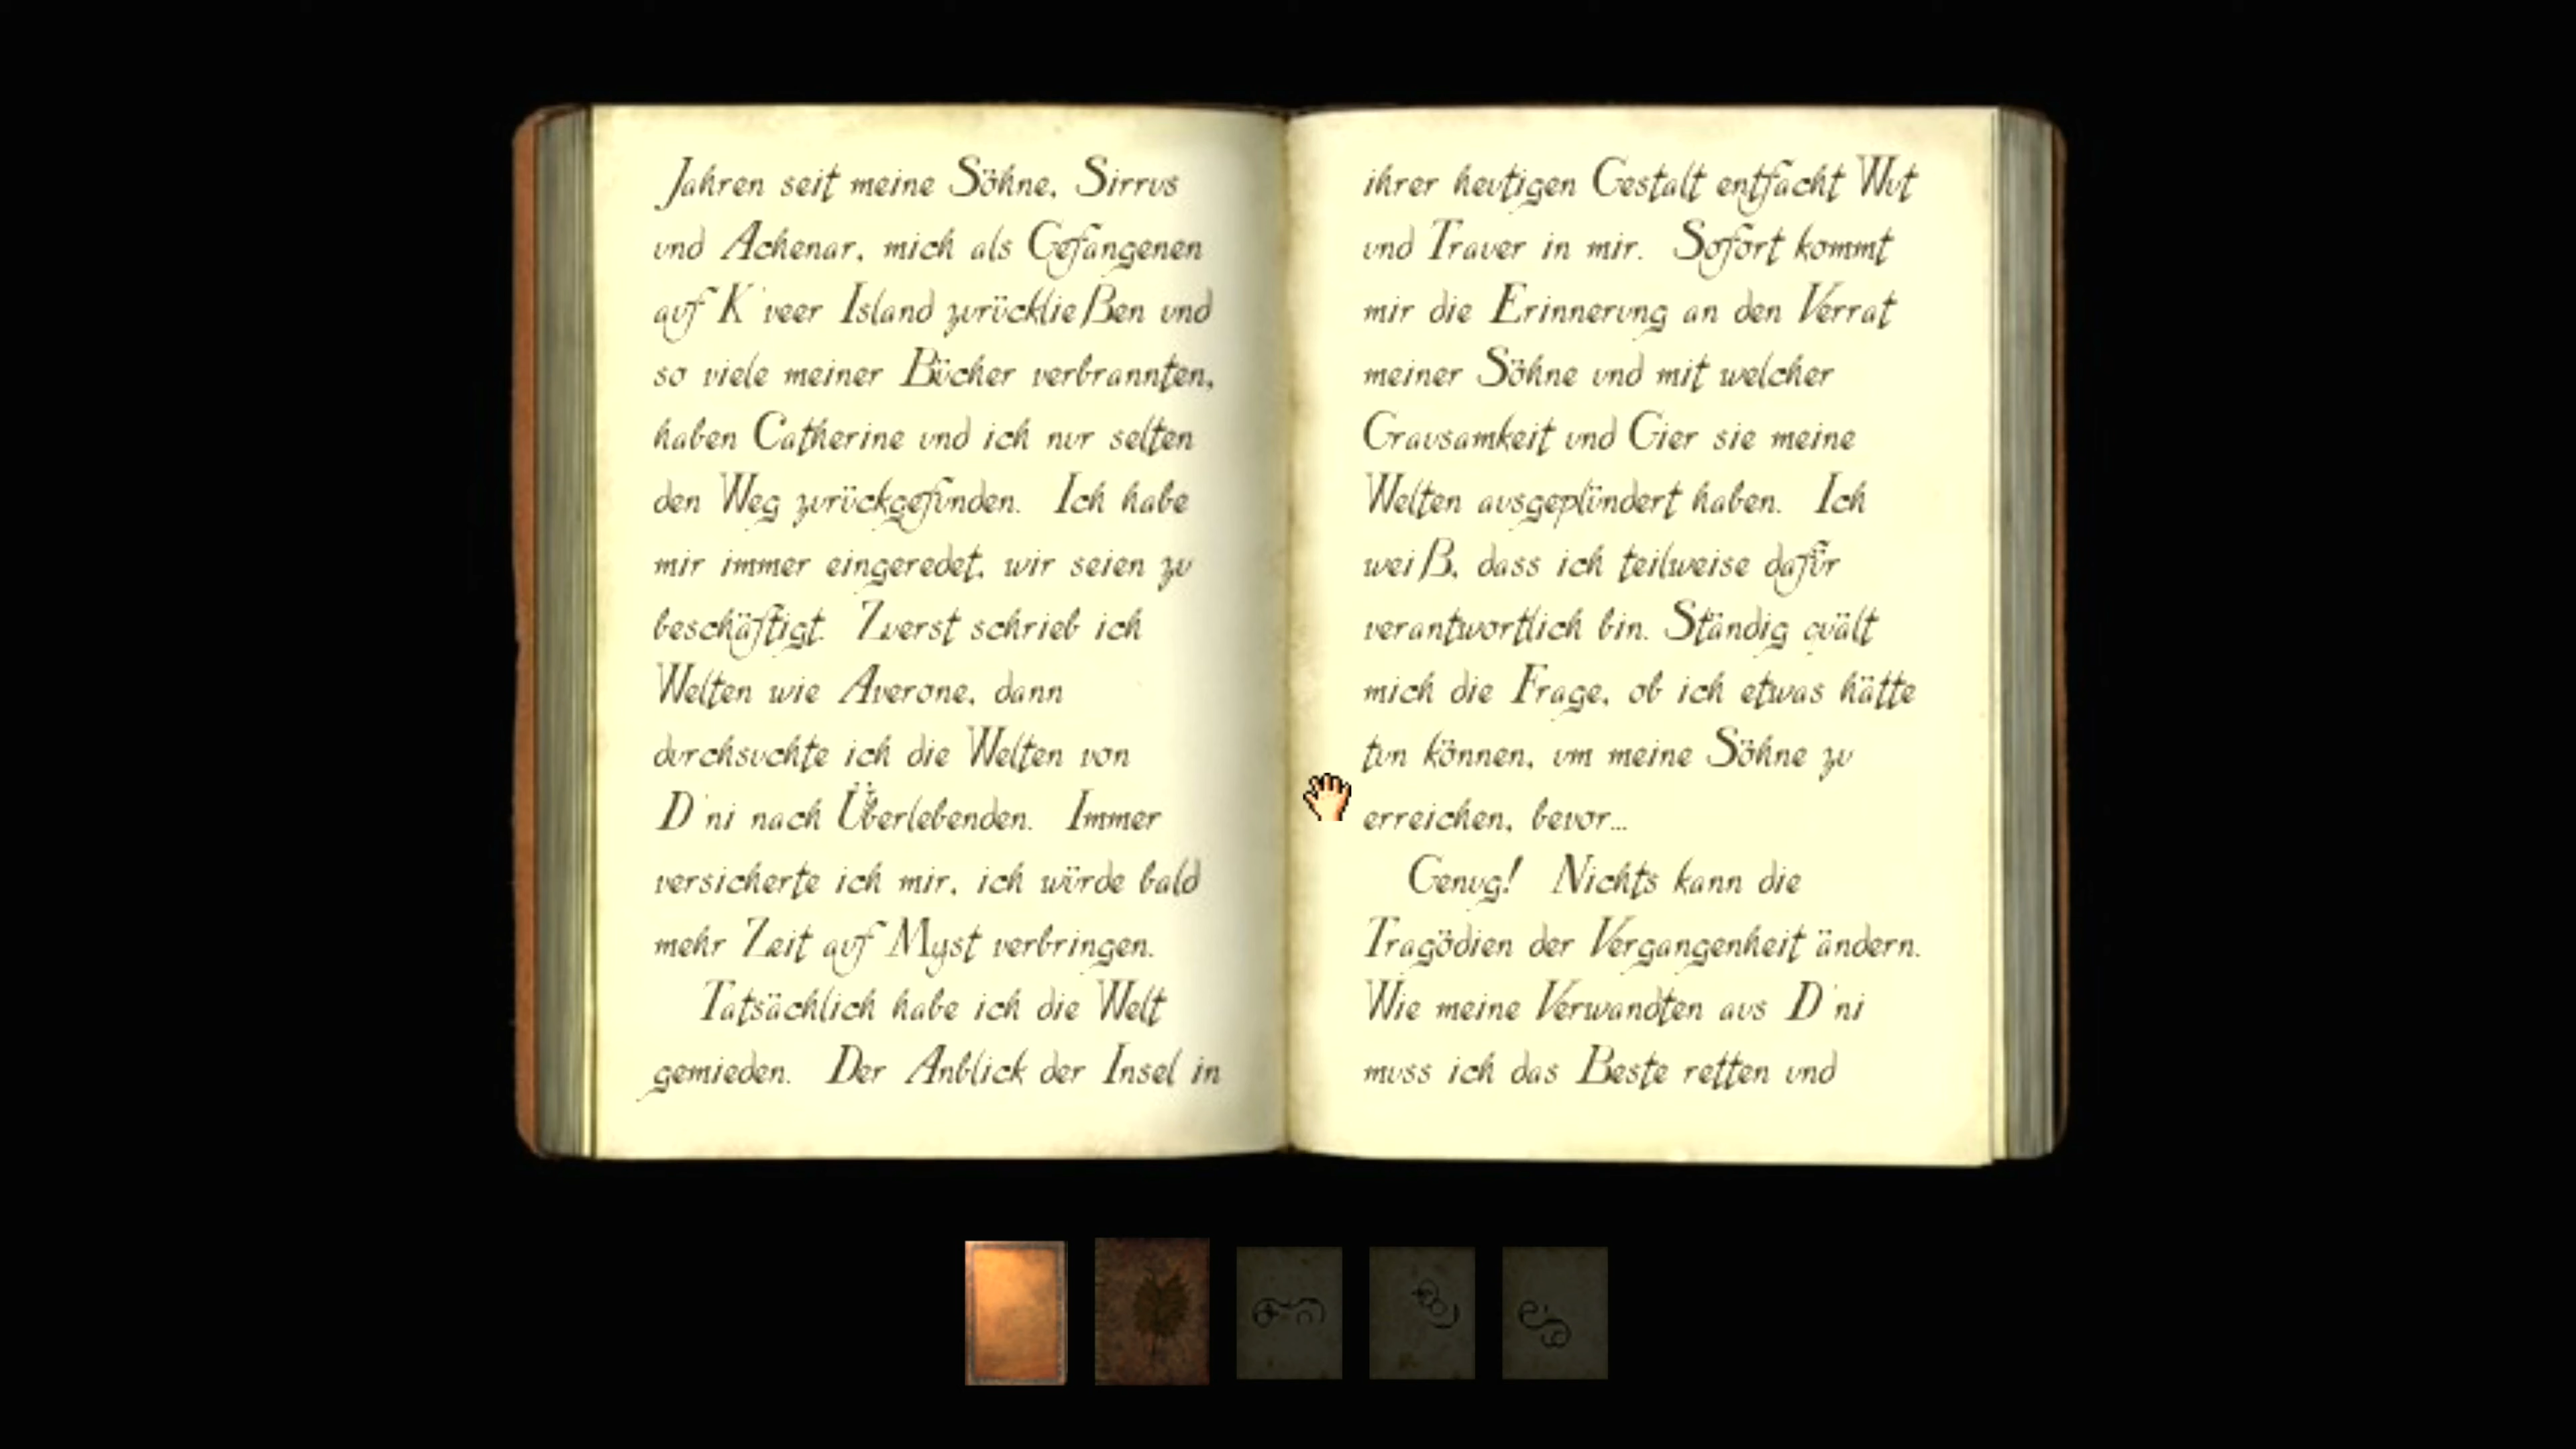 Jahren seit meine Söhne, Sirrus
und Achenar, mich als Gefangenen
auf K'veer Island zurückließen und
so viele meiner Bücher verbrannten,
haben Catherine und ich nur selten
den Weg zurückgefunden. Ich habe
mir immer eingeredet, wir seien zu
beschäftigt. Zuerst schrieb ich
Welten wie Averone, dann
durchsuchte ich die Welten von
D'ni nach Überlebenden. Immer
versicherte ich mir, ich würde bald
mehr Zeit auf Myst verbringen.
Tatsächlich habe ich die Welt
gemieden. Der Anblick der Insel in
ihrer heutigen Gestalt entfacht Wut
und Trauer in mir. Sofort kommt
mir die Erinnerung an den Verrat
meiner Söhne und mit welcher
Grausamkeit und Gier sie meine
Welten ausgeplündert haben. Ich
weiß, dass ich teilweise dafür
verantwortlich bin. Ständig quält
mich die Frage, ob ich etwas hätte
tun können, um meine Söhne zu
erreichen, bevor...
Genug! Nichts kann die
Tragödien der Vergangenheit ändern.
Wie meine Verwandten aus D'ni
muss ich das Beste retten und